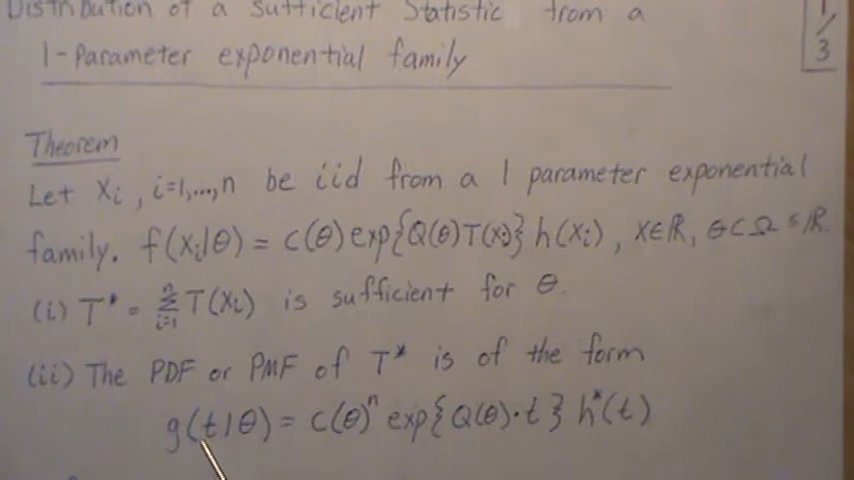 Distribution of a Sufficient Statistic from a
1-Parameter exponential family
1/3
Theorem
Let Xi, i=1,...,n be iid from a 1 parameter exponential
family. f(xi|θ) = c(θ) exp{Q(θ)T(xi)} h(xi), x∈ℝ, θ⊂Ω⊆ℝ.
(i) T* = Σ_{i=1}^{n} T(Xi) is sufficient for θ.
(ii) The PDF or PMF of T* is of the form
g(t|θ) = c(θ)^n exp{Q(θ)·t} h*(t)